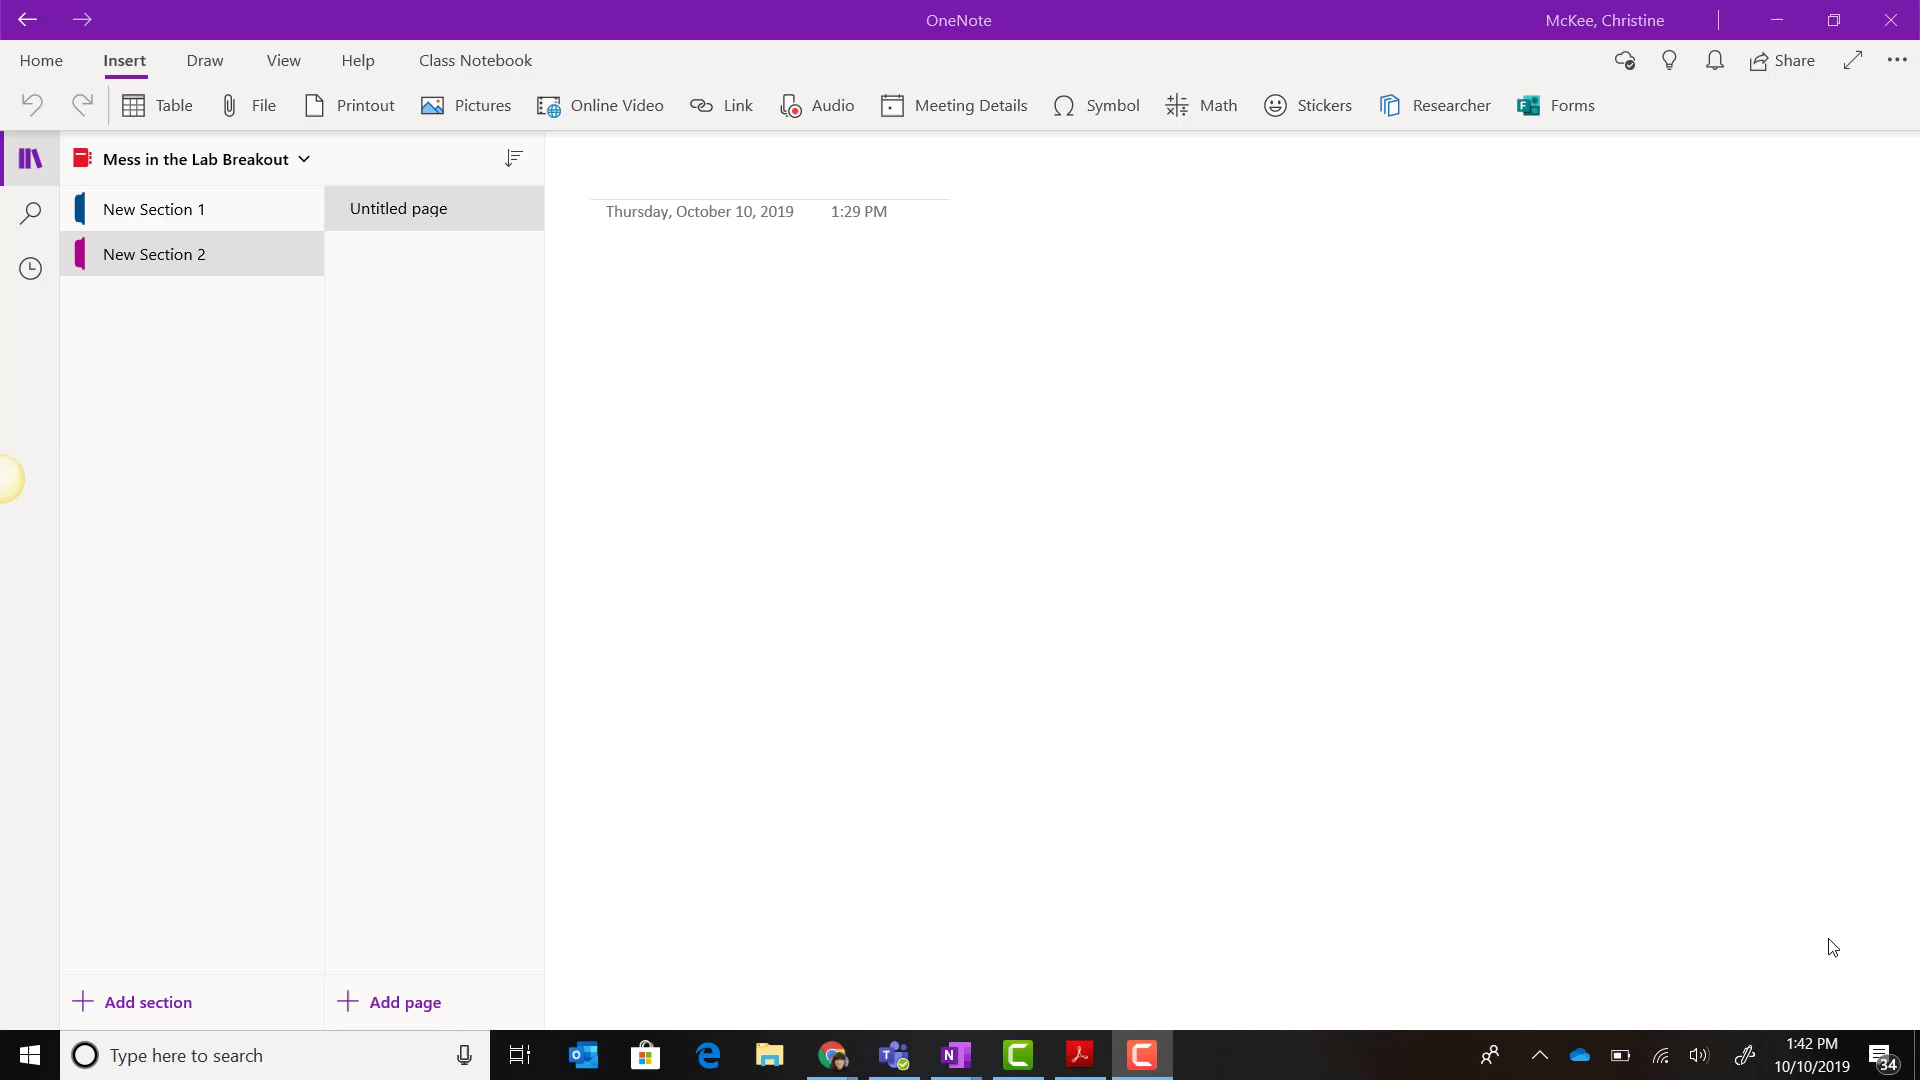 OneNote
McKee, Christine
Home Insert Draw View Help Class Notebook
Share
Table File Printout Pictures Online Video Link Audio Meeting Details Symbol Math Stickers Researcher Forms
Mess in the Lab Breakout
New Section 1
New Section 2
Untitled page
Thursday, October 10, 2019 1:29 PM
Add section
Add page
Type here to search
1:42 PM
10/10/2019
34